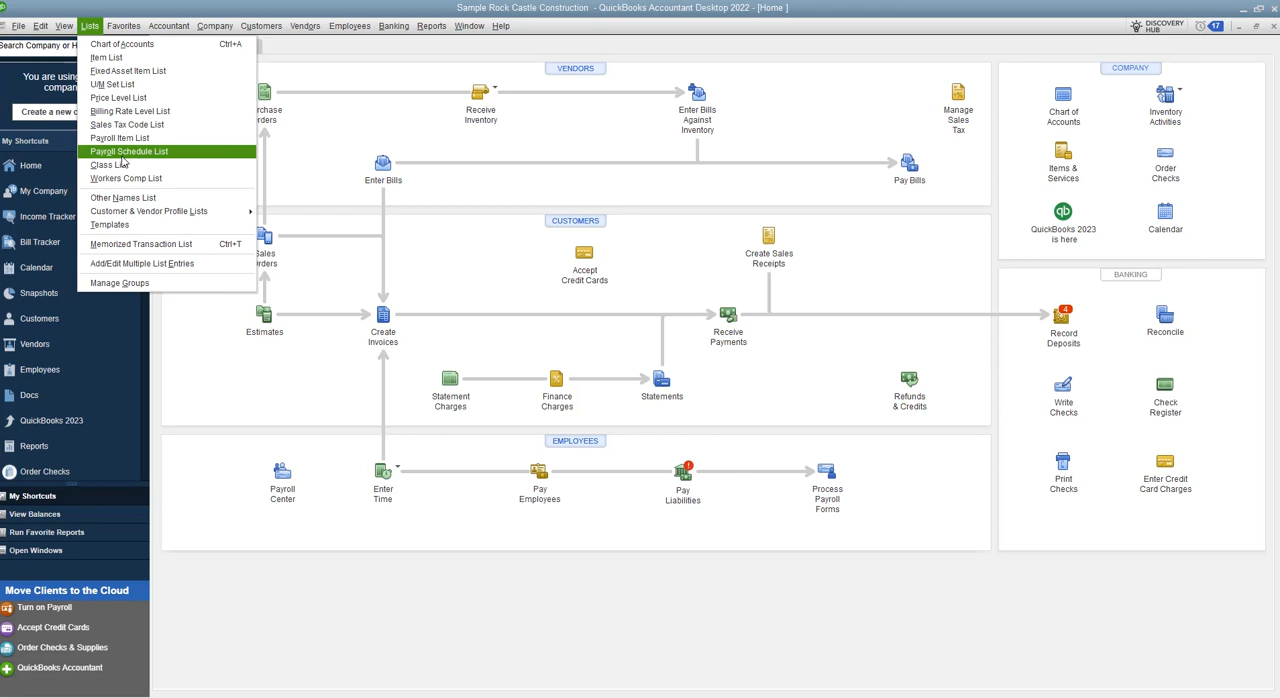 Sample Rock Castle Construction - QuickBooks Accountant Desktop 2022 - [Home ]
File Edit View Lists Favorites Accountant Company Customers Vendors Employees Banking Reports Window Help
DISCOVERY
HUB
17
Search Company or H
You are using
company
Create a new c
My Shortcuts
Home
My Company
Income Tracker
Bill Tracker
Calendar
Snapshots
Customers
Vendors
Employees
Docs
QuickBooks 2023
Reports
Order Checks
My Shortcuts
View Balances
Run Favorite Reports
Open Windows
Move Clients to the Cloud
Turn on Payroll
Accept Credit Cards
Order Checks & Supplies
QuickBooks Accountant
Chart of Accounts Ctrl+A
Item List
Fixed Asset Item List
U/M Set List
Price Level List
Billing Rate Level List
Sales Tax Code List
Payroll Item List
Payroll Schedule List
Class List
Workers Comp List
Other Names List
Customer & Vendor Profile Lists
Templates
Memorized Transaction List Ctrl+T
Add/Edit Multiple List Entries
Manage Groups
VENDORS
urchase
rders
Receive
Inventory
Enter Bills
Against
Inventory
Manage
Sales
Tax
Enter Bills
Pay Bills
CUSTOMERS
Sales
Orders
Accept
Credit Cards
Create Sales
Receipts
Estimates
Create
Invoices
Receive
Payments
Statement
Charges
Finance
Charges
Statements
Refunds
& Credits
EMPLOYEES
Payroll
Center
Enter
Time
Pay
Employees
Pay
Liabilities
Process
Payroll
Forms
COMPANY
Chart of
Accounts
Inventory
Activities
Items &
Services
Order
Checks
qb
QuickBooks 2023
is here
Calendar
BANKING
4
Record
Deposits
Reconcile
Write
Checks
Check
Register
Print
Checks
Enter Credit
Card Charges